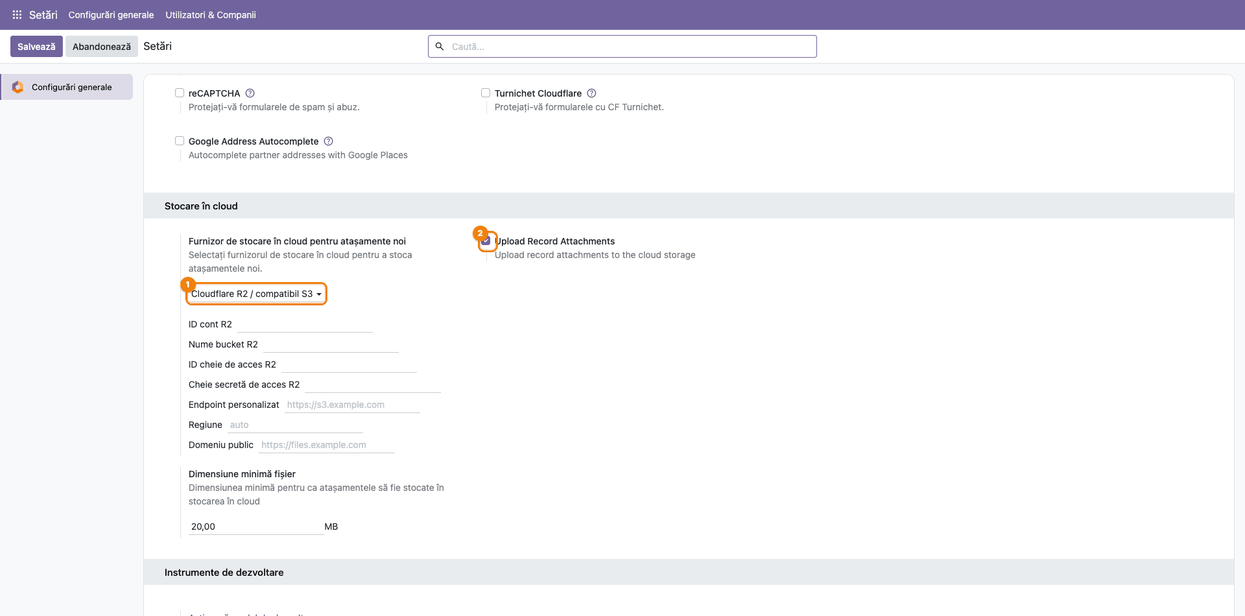 Setări Configurări generale Utilizatori & Companii
Salvează Abandonează Setări Caută...
Configurări generale
reCAPTCHA
Protejați-vă formularele de spam și abuz.
Turnichet Cloudflare
Protejați-vă formularele cu CF Turnichet.
Google Address Autocomplete
Autocomplete partner addresses with Google Places
Stocare în cloud
Furnizor de stocare în cloud pentru atașamente noi
Selectați furnizorul de stocare în cloud pentru a stoca
atașamentele noi.
1
Cloudflare R2 / compatibil S3
2
Upload Record Attachments
Upload record attachments to the cloud storage
ID cont R2
Nume bucket R2
ID cheie de acces R2
Cheie secretă de acces R2
Endpoint personalizat https://s3.example.com
Regiune auto
Domeniu public https://files.example.com
Dimensiune minimă fișier
Dimensiunea minimă pentru ca atașamentele să fie stocate în
stocarea în cloud
20,00 MB
Instrumente de dezvoltare